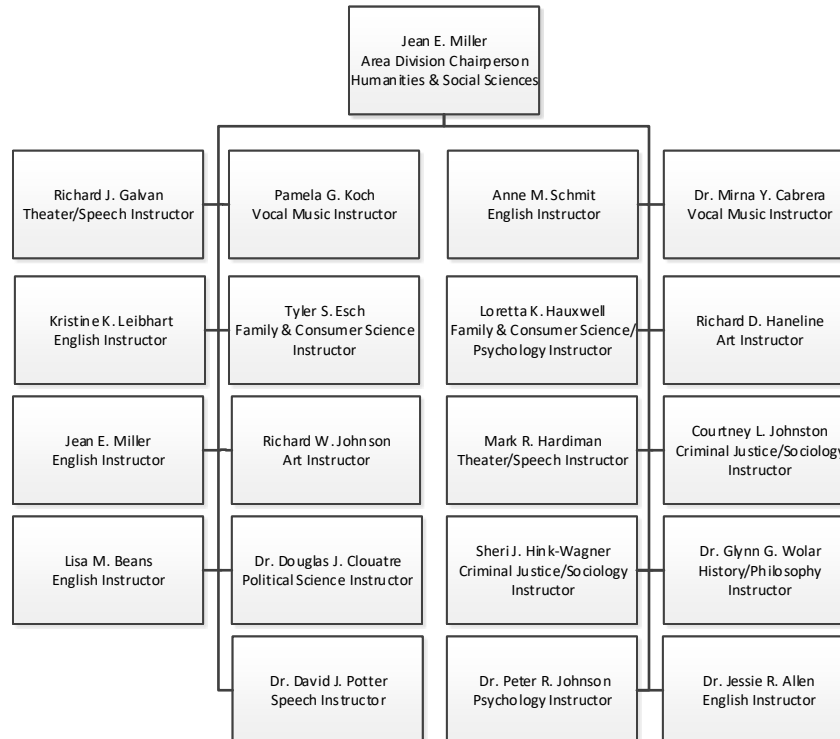 Jean E. Miller
Area Division Chairperson
Humanities & Social Sciences
Richard J. Galvan
Theater/Speech Instructor
Pamela G. Koch
Vocal Music Instructor
Anne M. Schmit
English Instructor
Dr. Mirna Y. Cabrera
Vocal Music Instructor
Kristine K. Leibhart
English Instructor
Tyler S. Esch
Family & Consumer Science
Instructor
Loretta K. Hauxwell
Family & Consumer Science/
Psychology Instructor
Richard D. Haneline
Art Instructor
Jean E. Miller
English Instructor
Richard W. Johnson
Art Instructor
Mark R. Hardiman
Theater/Speech Instructor
Courtney L. Johnston
Criminal Justice/Sociology
Instructor
Lisa M. Beans
English Instructor
Dr. Douglas J. Clouatre
Political Science Instructor
Sheri J. Hink-Wagner
Criminal Justice/Sociology
Instructor
Dr. Glynn G. Wolar
History/Philosophy
Instructor
Dr. David J. Potter
Speech Instructor
Dr. Peter R. Johnson
Psychology Instructor
Dr. Jessie R. Allen
English Instructor